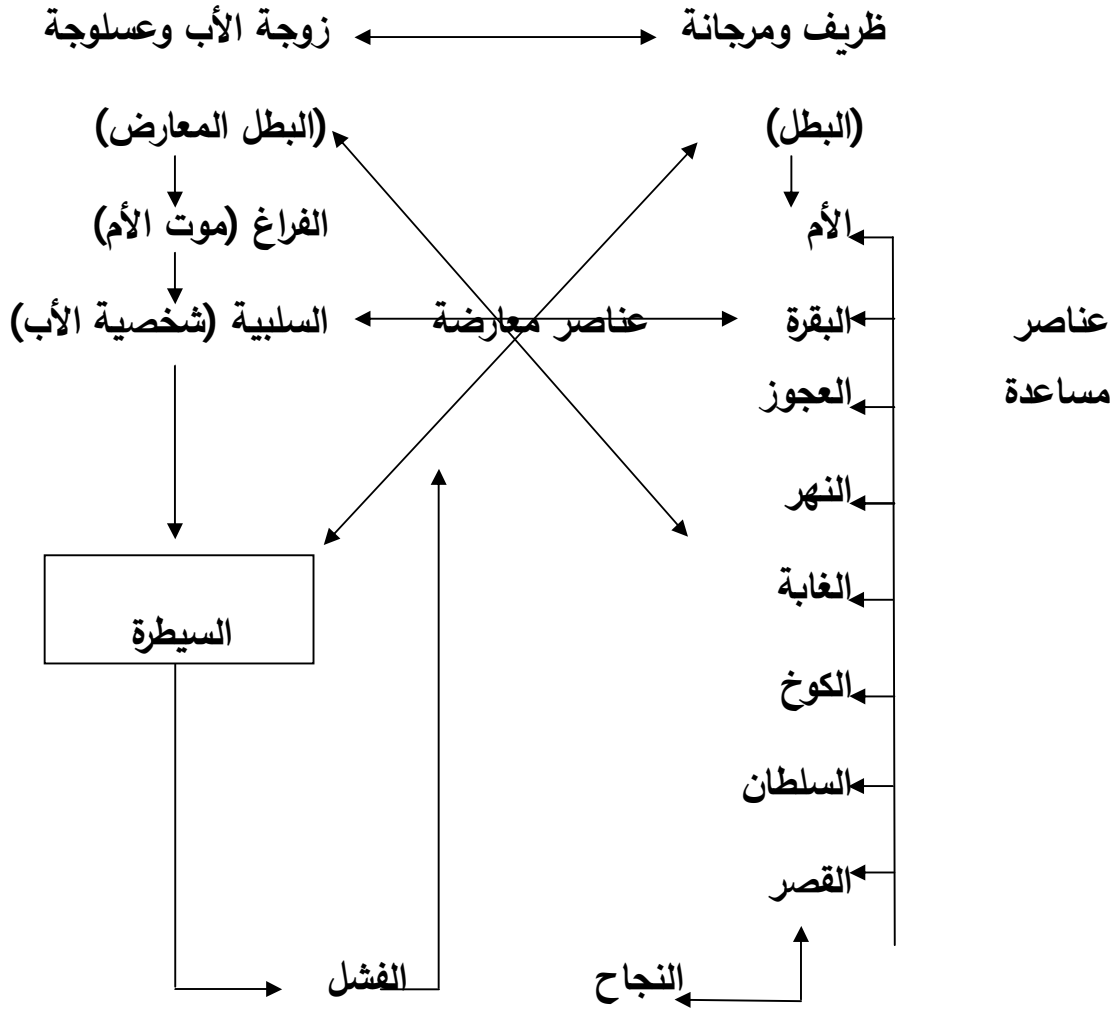 ظريف ومرجانة زوجة الأب وعسلوجة
(البطل) (البطل المعارض)
الأم الفراغ (موت الأم)
عناصر البقرة عناصر معارضة السلبية (شخصية الأب)
مساعدة العجوز
النهر
الغابة
السيطرة
الكوخ
السلطان
القصر
النجاح الفشل